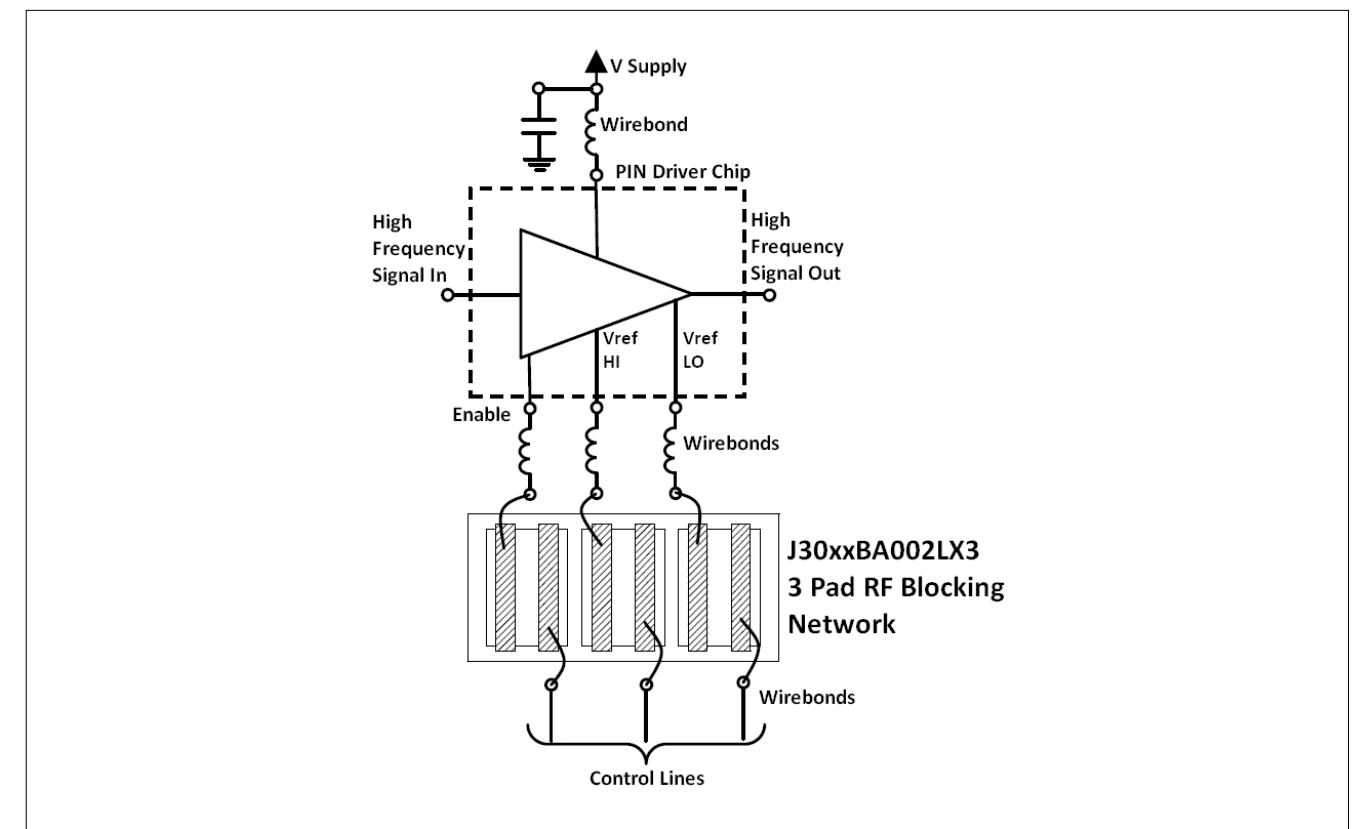 V Supply
Wirebond
PIN Driver Chip
High
Frequency
Signal In
High
Frequency
Signal Out
Vref
HI
Vref
LO
Enable
Wirebonds
J30xxBA002LX3
3 Pad RF Blocking
Network
Wirebonds
Control Lines